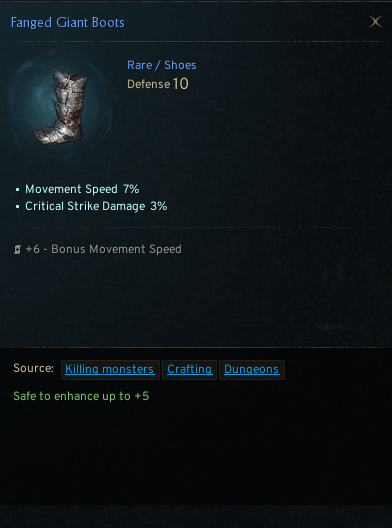 Fanged Giant Boots
Rare / Shoes
Defense 10
• Movement Speed 7%
• Critical Strike Damage 3%
+6 - Bonus Movement Speed
Source: Killing monsters Crafting Dungeons
Safe to enhance up to +5